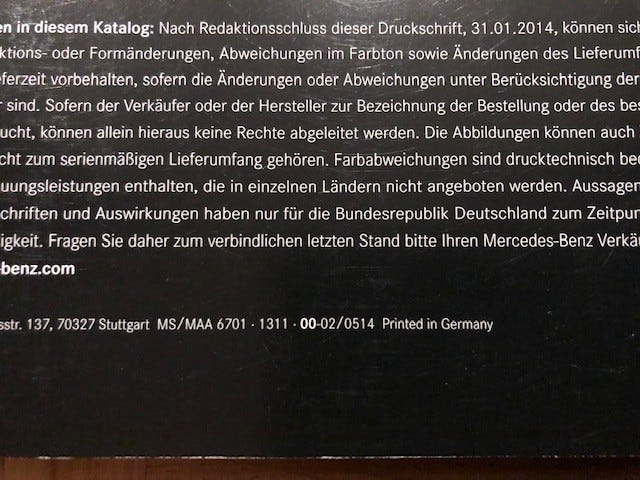 en in diesem Katalog: Nach Redaktionsschluss dieser Druckschrift, 31.01.2014, können sich
ktions- oder Formänderungen, Abweichungen im Farbton sowie Änderungen des Lieferumf
eferzeit vorbehalten, sofern die Änderungen oder Abweichungen unter Berücksichtigung der
r sind. Sofern der Verkäufer oder der Hersteller zur Bezeichnung der Bestellung oder des bes
ucht, können allein hieraus keine Rechte abgeleitet werden. Die Abbildungen können auch
cht zum serienmäßigen Lieferumfang gehören. Farbabweichungen sind drucktechnisch bed
uungsleistungen enthalten, die in einzelnen Ländern nicht angeboten werden. Aussagen
schriften und Auswirkungen haben nur für die Bundesrepublik Deutschland zum Zeitpun
igkeit. Fragen Sie daher zum verbindlichen letzten Stand bitte Ihren Mercedes-Benz Verkäu
-benz.com
sstr. 137, 70327 Stuttgart MS/MAA 6701 · 1311 · 00-02/0514 Printed in Germany